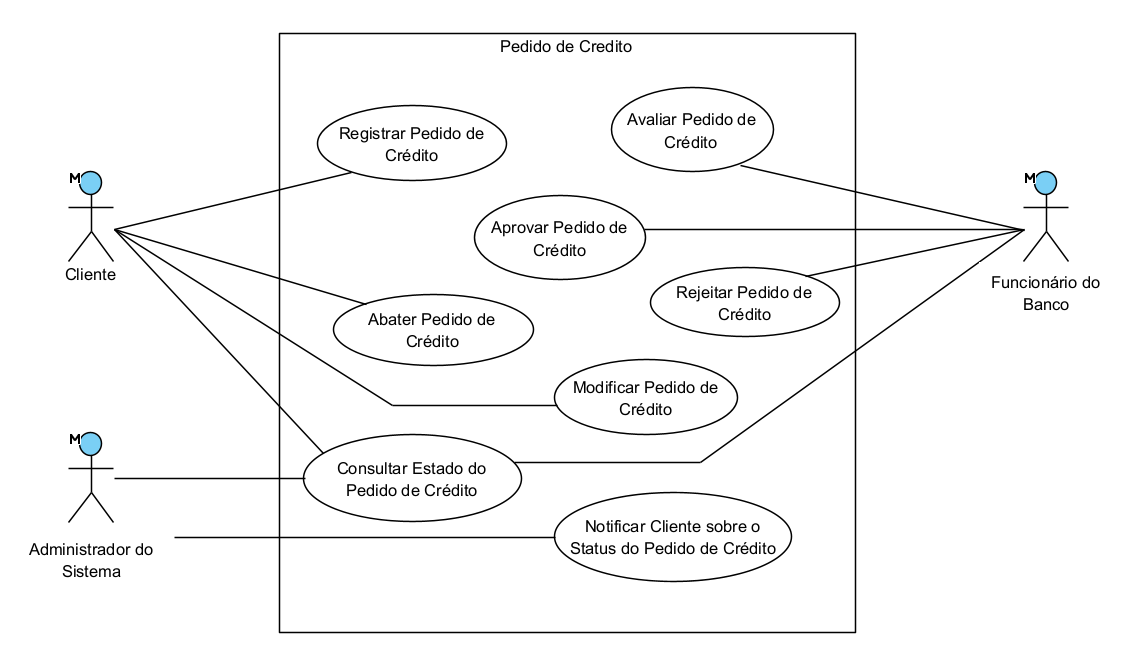 Pedido de Credito
Registrar Pedido de
Crédito
Avaliar Pedido de
Crédito
M
Cliente
Aprovar Pedido de
Crédito
M
Funcionário do
Banco
Rejeitar Pedido de
Crédito
Abater Pedido de
Crédito
Modificar Pedido de
Crédito
M
Administrador do
Sistema
Consultar Estado do
Pedido de Crédito
Notificar Cliente sobre o
Status do Pedido de Crédito